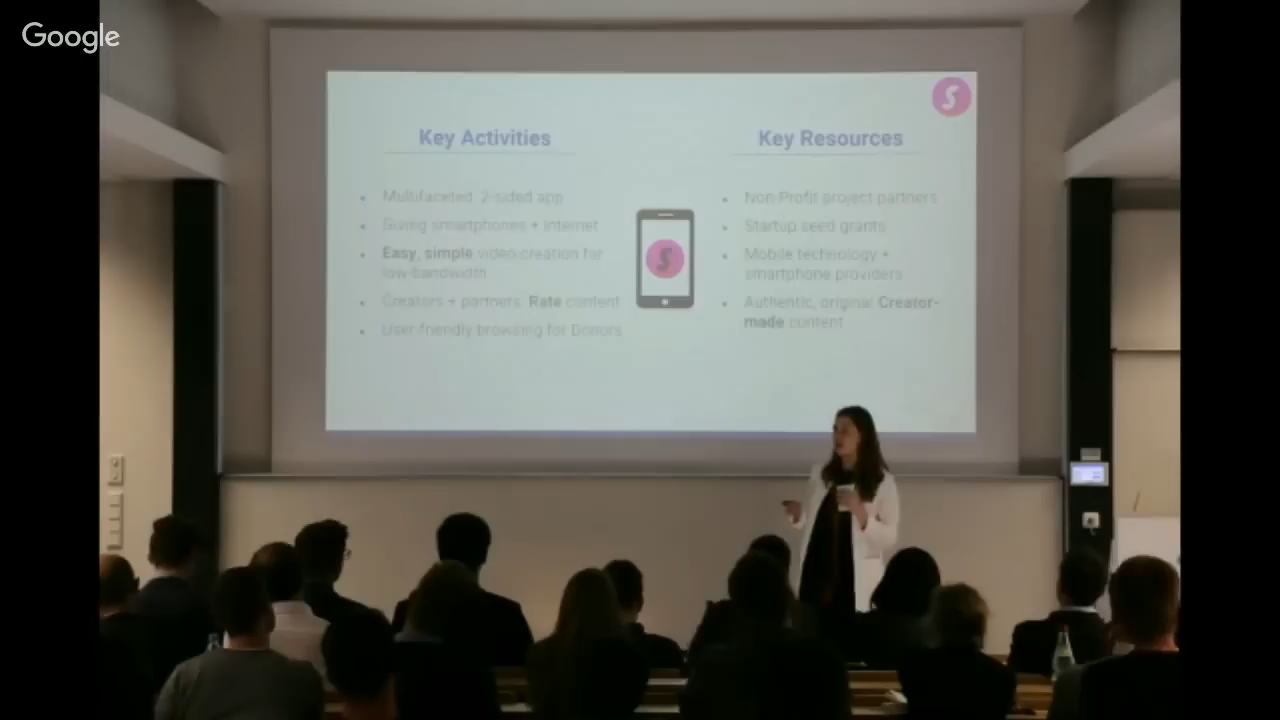 Google
S
Key Activities
Multifaceted, 2-sided app
Giving smartphones + Internet
Easy, simple video creation for
low-bandwidth
Creators + partners: Rate content
User-friendly browsing for Donors
S
Key Resources
Non-Profit project partners
Startup seed grants
Mobile technology +
smartphone providers
Authentic, original Creator-
made content